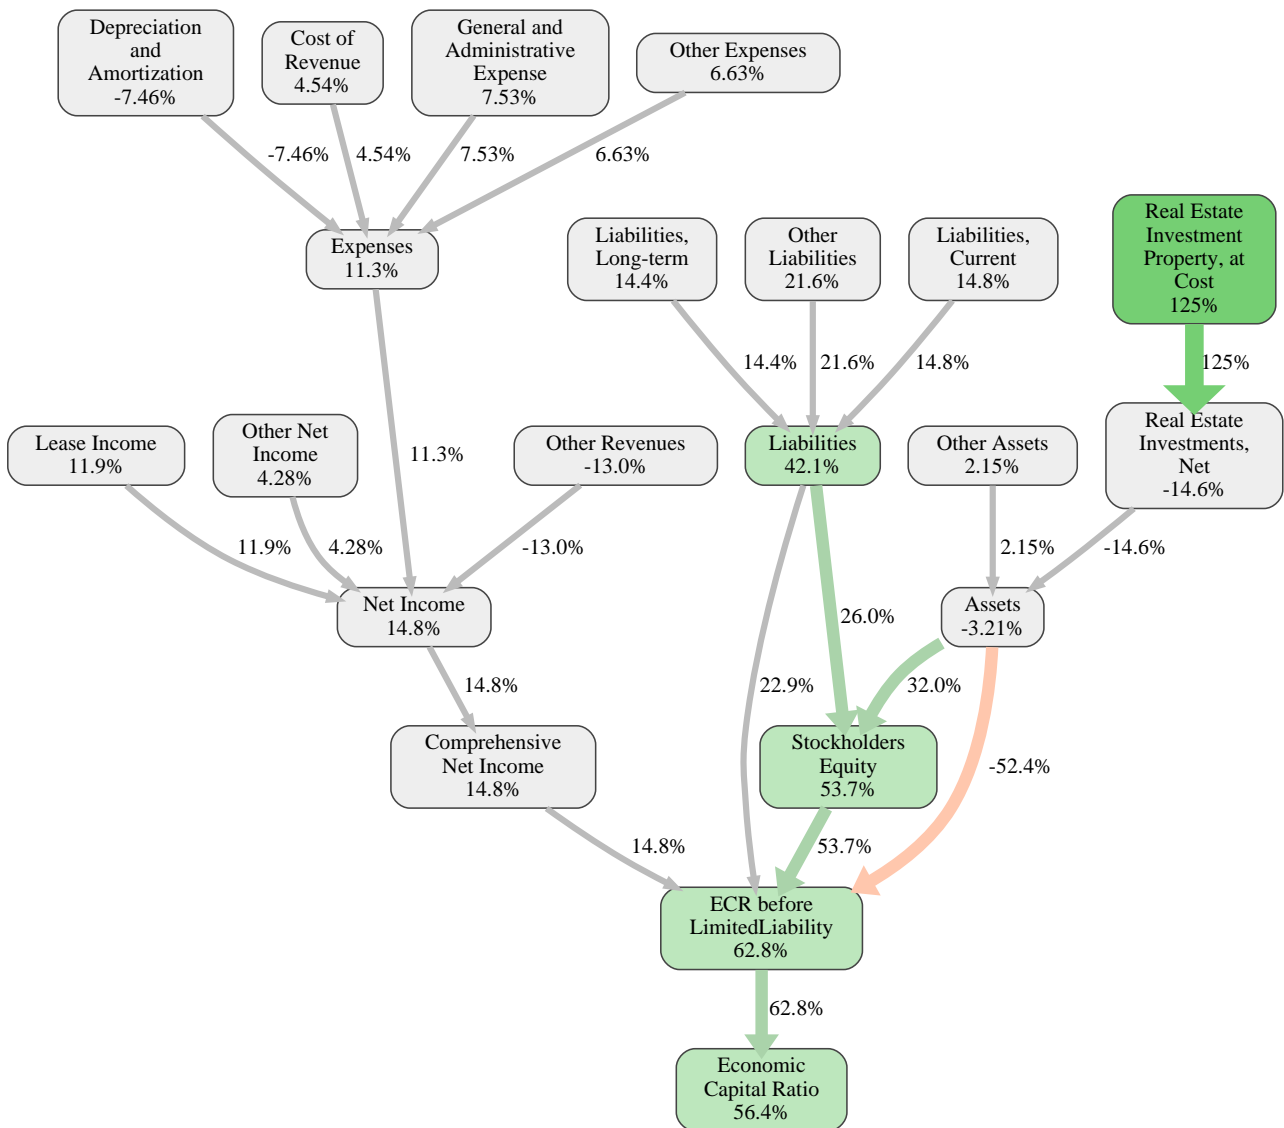 Depreciation
and
Amortization
-7.46%
Cost of
Revenue
4.54%
General and
Administrative
Expense
7.53%
Other Expenses
6.63%
-7.46%
4.54%
7.53%
6.63%
Real Estate
Investment
Property, at
Cost
125%
Expenses
11.3%
Liabilities,
Long-term
14.4%
Other
Liabilities
21.6%
Liabilities,
Current
14.8%
14.4%
21.6%
14.8%
125%
Lease Income
11.9%
Other Net
Income
4.28%
11.3%
Other Revenues
-13.0%
Liabilities
42.1%
Other Assets
2.15%
Real Estate
Investments,
Net
-14.6%
11.9%
4.28%
-13.0%
2.15%
-14.6%
Net Income
14.8%
26.0%
Assets
-3.21%
14.8%
22.9%
32.0%
Comprehensive
Net Income
14.8%
Stockholders
Equity
53.7%
-52.4%
14.8%
53.7%
ECR before
LimitedLiability
62.8%
62.8%
Economic
Capital Ratio
56.4%